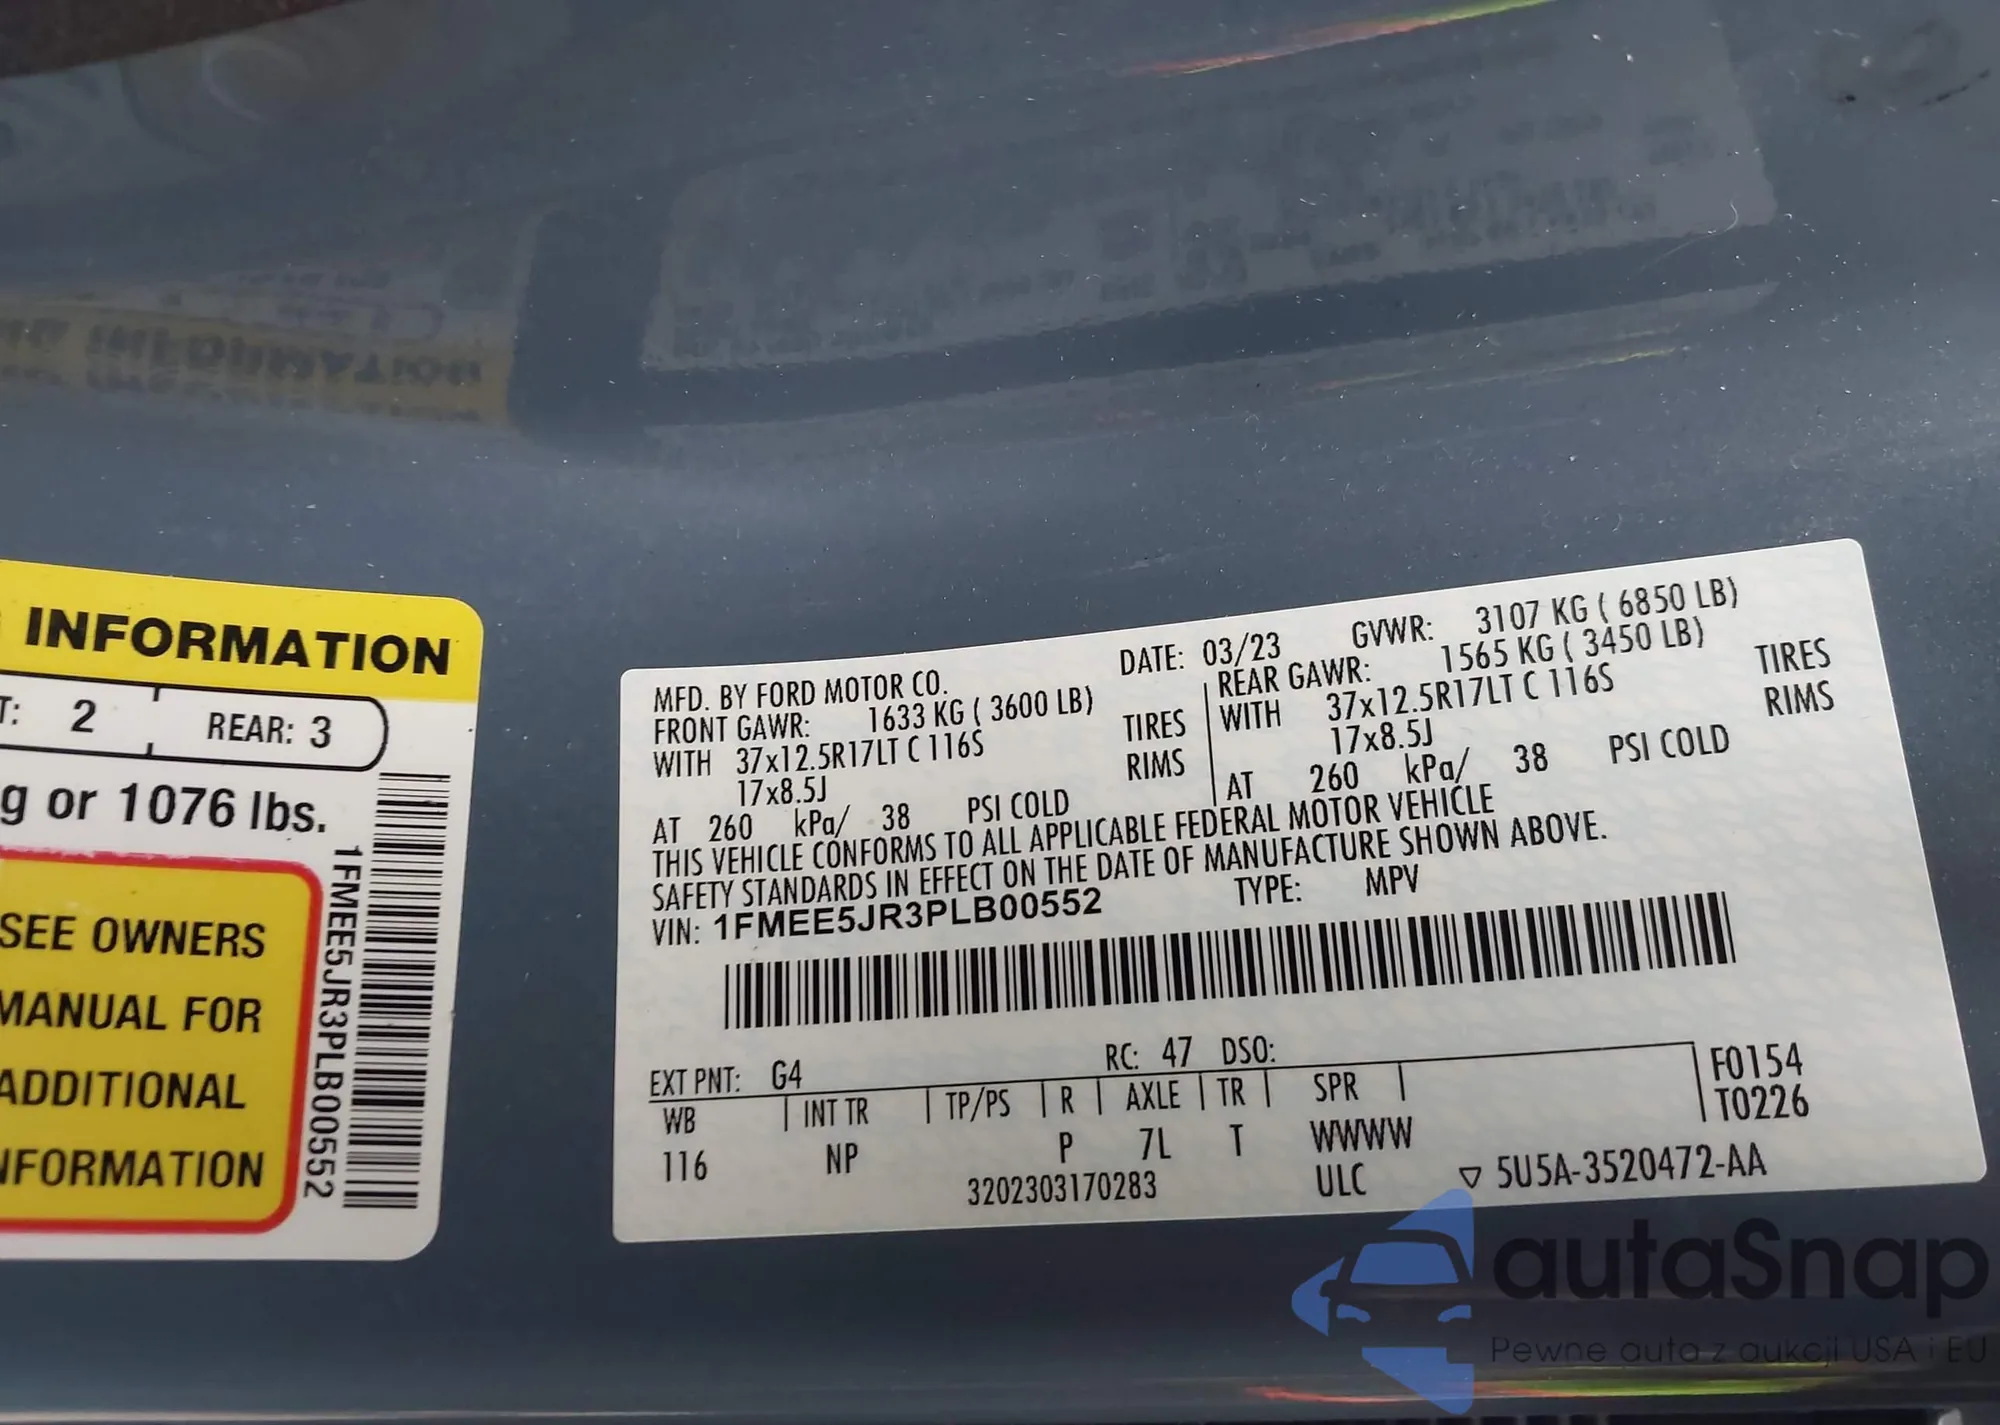 INFORMATION
T: 2 REAR: 3
g or 1076 lbs.
SEE OWNERS
MANUAL FOR
ADDITIONAL
INFORMATION
1FMEE5JR3PLB00552
MFD. BY FORD MOTOR CO.
DATE: 03/23 GVWR: 3107 KG ( 6850 LB)
FRONT GAWR: 1633 KG ( 3600 LB)
WITH 37x12.5R17LT C 116S TIRES
17x8.5J RIMS
AT 260 kPa/ 38 PSI COLD
REAR GAWR: 1565 KG ( 3450 LB)
WITH 37x12.5R17LT C 116S TIRES
17x8.5J RIMS
AT 260 kPa/ 38 PSI COLD
THIS VEHICLE CONFORMS TO ALL APPLICABLE FEDERAL MOTOR VEHICLE
SAFETY STANDARDS IN EFFECT ON THE DATE OF MANUFACTURE SHOWN ABOVE.
VIN: 1FMEE5JR3PLB00552 TYPE: MPV
EXT PNT: G4 RC: 47 DSO:
WB INT TR TP/PS R AXLE TR SPR F0154
116 NP P 7L T WWWW T0226
3202303170283 ULC ▽ 5U5A-3520472-AA
autaSnap
Pewne auta z aukcji USA i EU